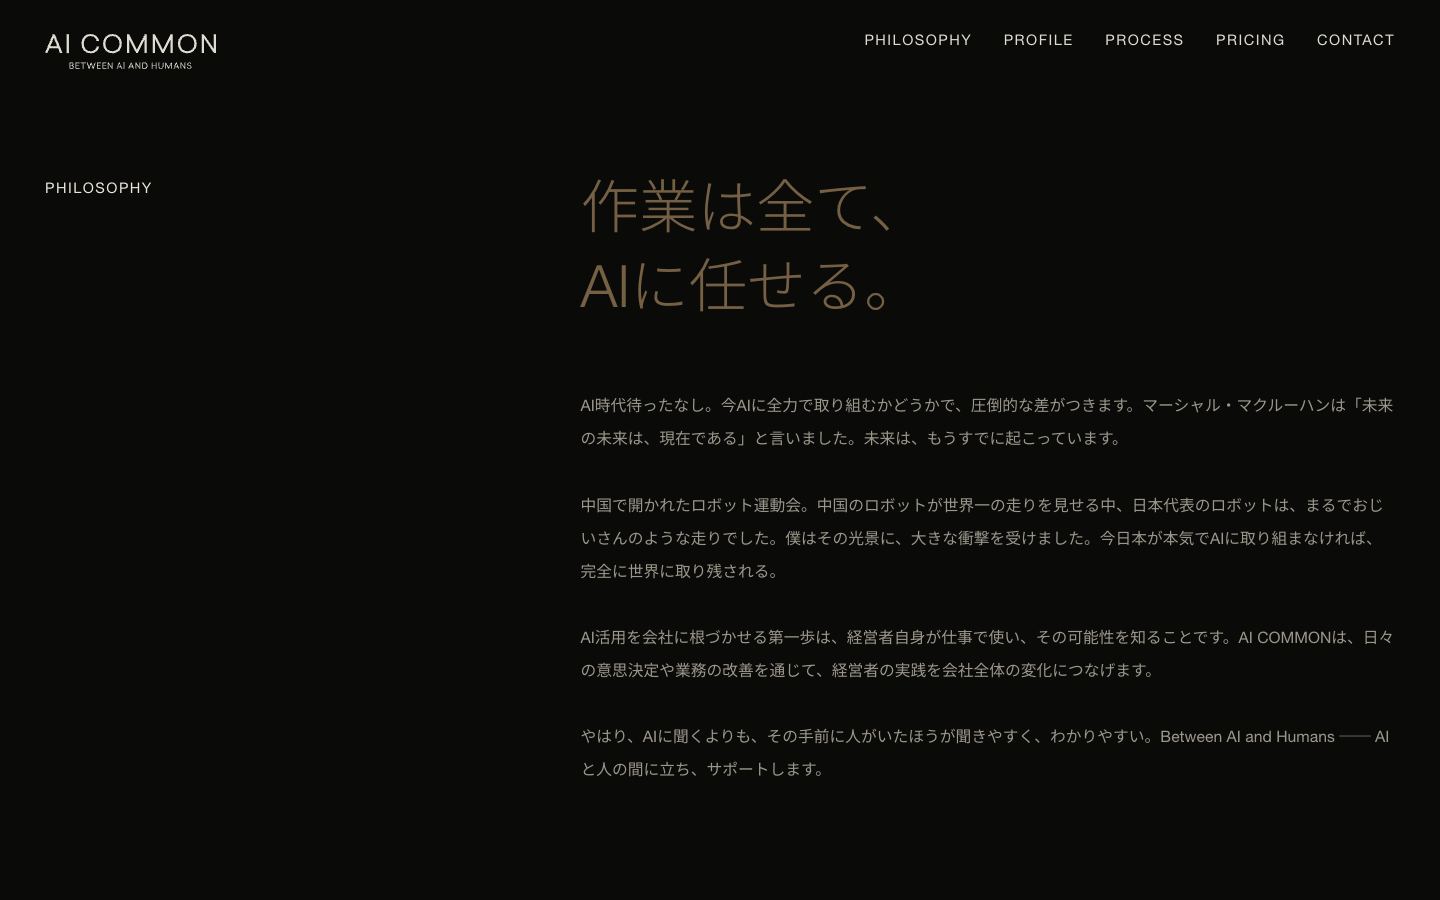 AI COMMON
BETWEEN AI AND HUMANS
PHILOSOPHY PROFILE PROCESS PRICING CONTACT
PHILOSOPHY
作業は全て、
AIに任せる。
AI時代待ったなし。今AIに全力で取り組むかどうかで、圧倒的な差がつきます。マーシャル・マクルーハンは「未来
の未来は、現在である」と言いました。未来は、もうすでに起こっています。
中国で開かれたロボット運動会。中国のロボットが世界一の走りを見せる中、日本代表のロボットは、まるでおじ
いさんのような走りでした。僕はその光景に、大きな衝撃を受けました。今日本が本気でAIに取り組まなければ、
完全に世界に取り残される。
AI活用を会社に根づかせる第一歩は、経営者自身が仕事で使い、その可能性を知ることです。AI COMMONは、日々
の意思決定や業務の改善を通じて、経営者の実践を会社全体の変化につなげます。
やはり、AIに聞くよりも、その手前に人がいたほうが聞きやすく、わかりやすい。Between AI and Humans —— AI
と人の間に立ち、サポートします。